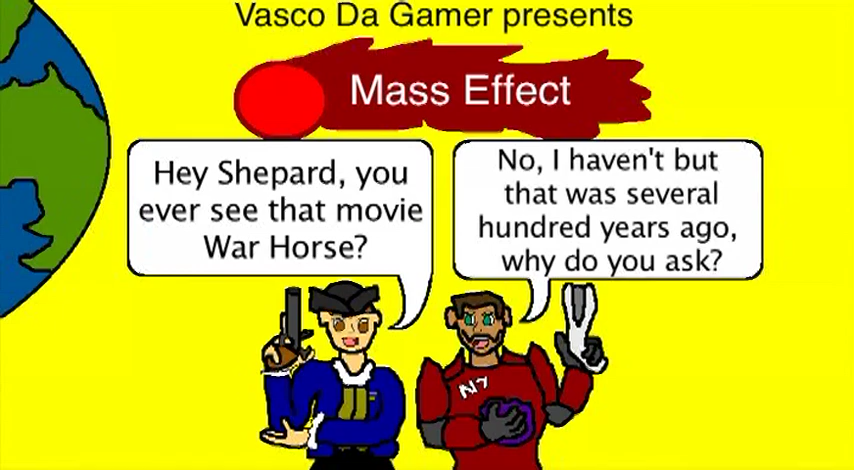 Vasco Da Gamer presents
Mass Effect
Hey Shepard, you
ever see that movie
War Horse?
No, I haven't but
that was several
hundred years ago,
why do you ask?
N7